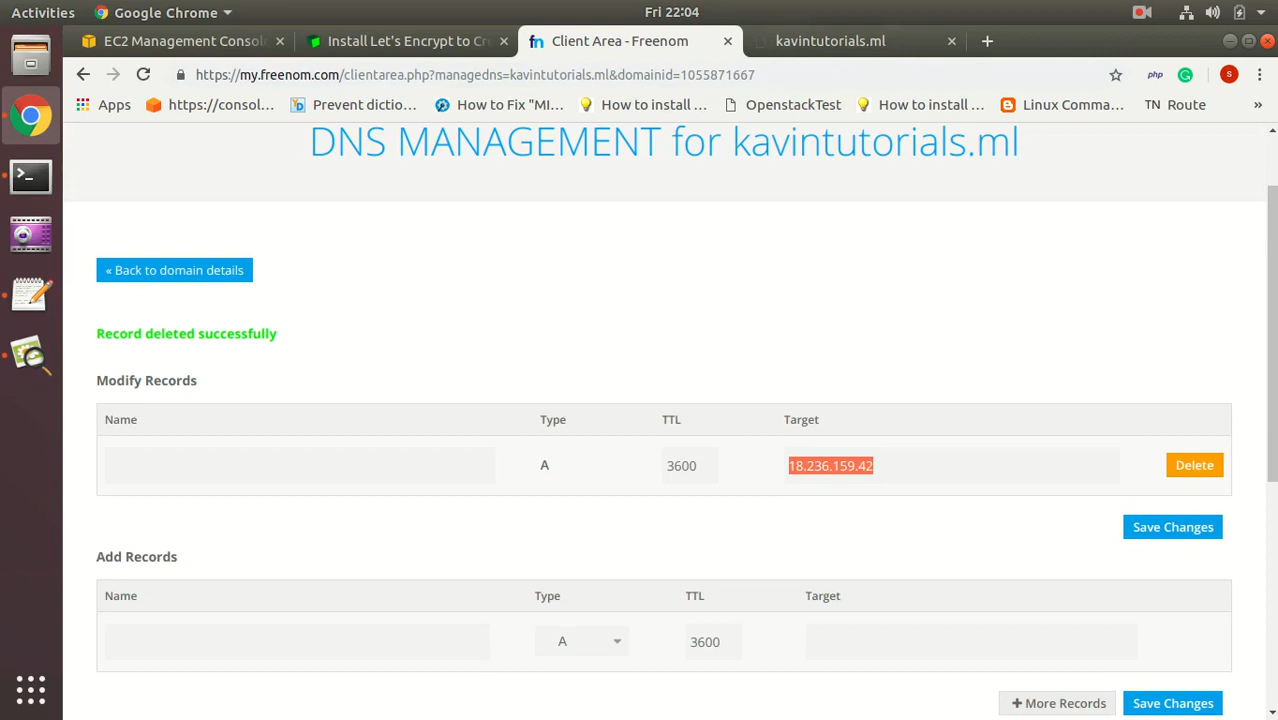 Activities
Google Chrome
Fri 22:04
EC2 Management Consol
Install Let's Encrypt to Cre
Client Area - Freenom
kavintutorials.ml
https://my.freenom.com/clientarea.php?managedns=kavintutorials.ml&domainid=1055871667
php
S
Apps
https://consol...
Prevent dictio...
How to Fix "MI...
How to install ...
OpenstackTest
How to install ...
Linux Comma...
TN Route
»
DNS MANAGEMENT for kavintutorials.ml
« Back to domain details
Record deleted successfully
Modify Records
Name Type TTL Target
A 3600 18.236.159.42 Delete
Save Changes
Add Records
Name Type TTL Target
A 3600
+ More Records Save Changes